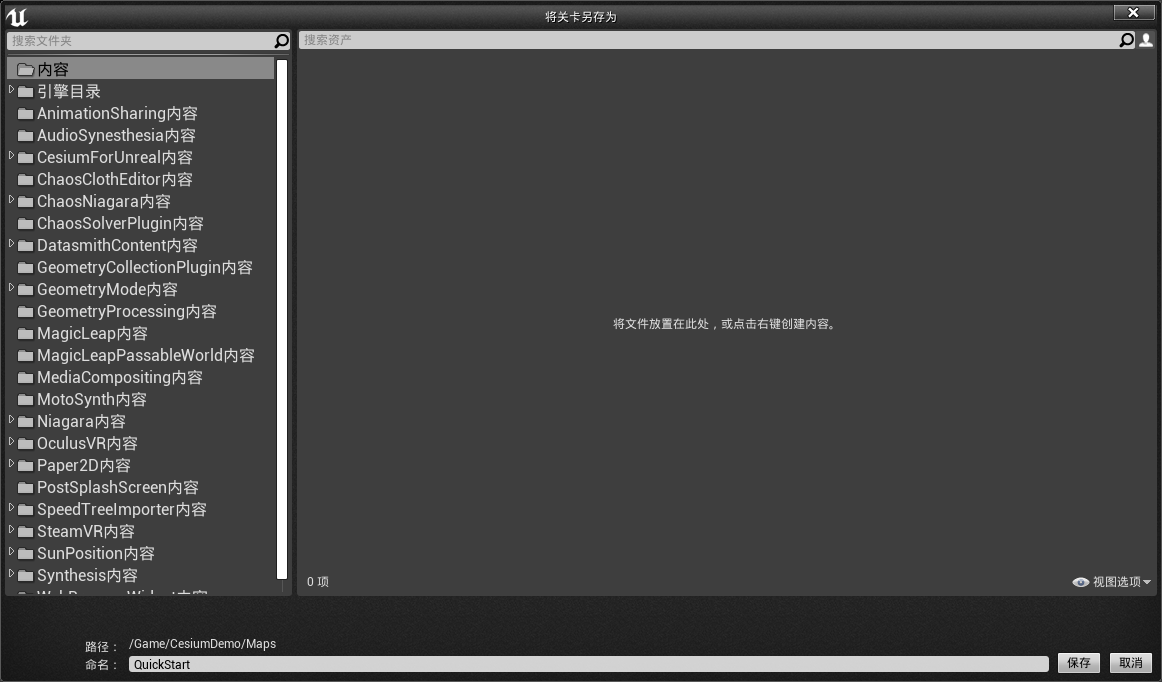 将关卡另存为
搜索文件夹
搜索资产
内容
引擎目录
AnimationSharing内容
AudioSynesthesia内容
CesiumForUnreal内容
ChaosClothEditor内容
ChaosNiagara内容
ChaosSolverPlugin内容
DatasmithContent内容
GeometryCollectionPlugin内容
GeometryMode内容
GeometryProcessing内容
MagicLeap内容
MagicLeapPassableWorld内容
MediaCompositing内容
MotoSynth内容
Niagara内容
OculusVR内容
Paper2D内容
PostSplashScreen内容
SpeedTreeImporter内容
SteamVR内容
SunPosition内容
Synthesis内容
将文件放置在此处，或点击右键创建内容。
0 项
视图选项
路径： /Game/CesiumDemo/Maps
命名： QuickStart
保存 取消